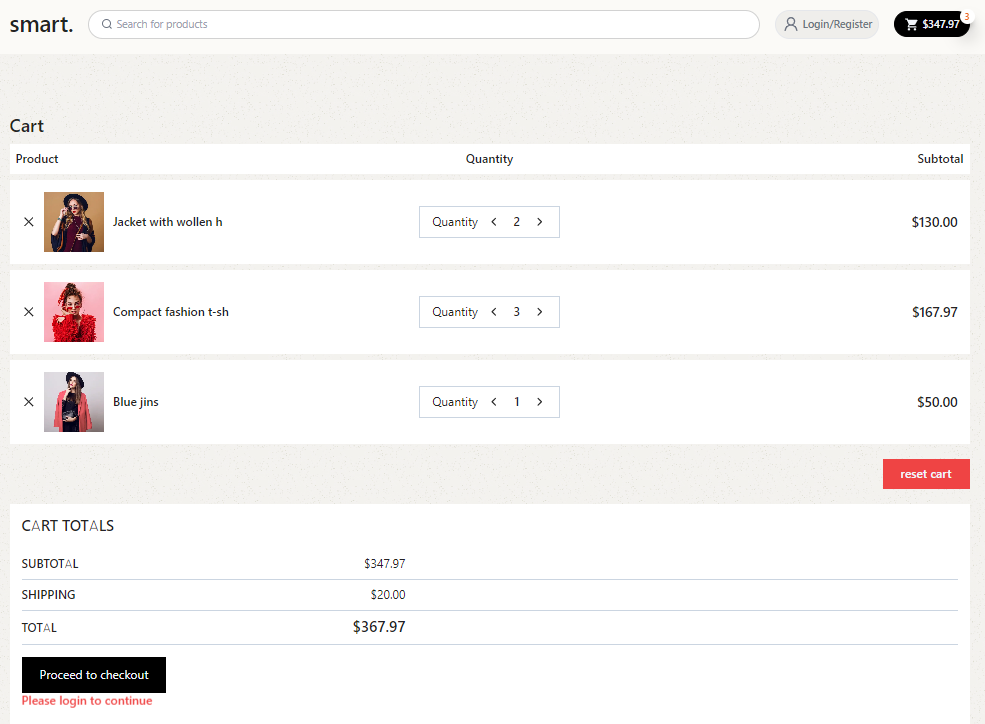 smart.
Search for products
Login/Register
$347.97
3
Cart
Product Quantity Subtotal
Jacket with wollen h Quantity 2 $130.00
Compact fashion t-sh Quantity 3 $167.97
Blue jins Quantity 1 $50.00
reset cart
CART TOTALS
SUBTOTAL $347.97
SHIPPING $20.00
TOTAL $367.97
Proceed to checkout
Please login to continue